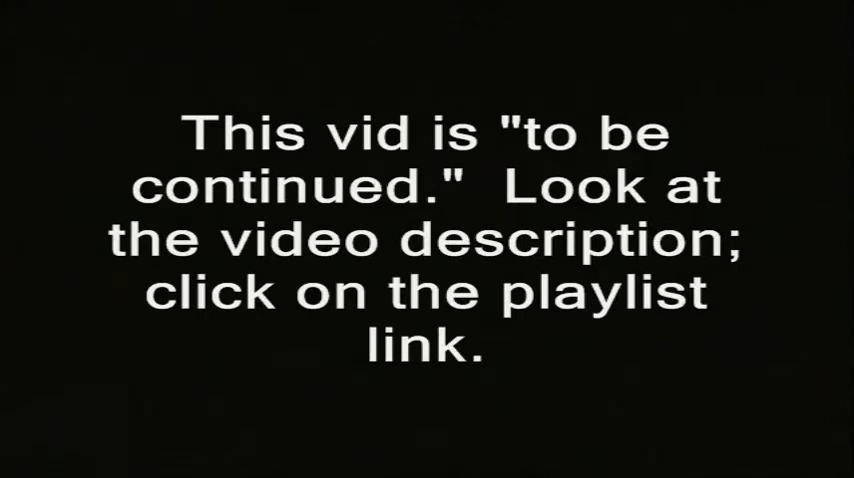 This vid is "to be
continued."  Look at
the video description;
click on the playlist
link.